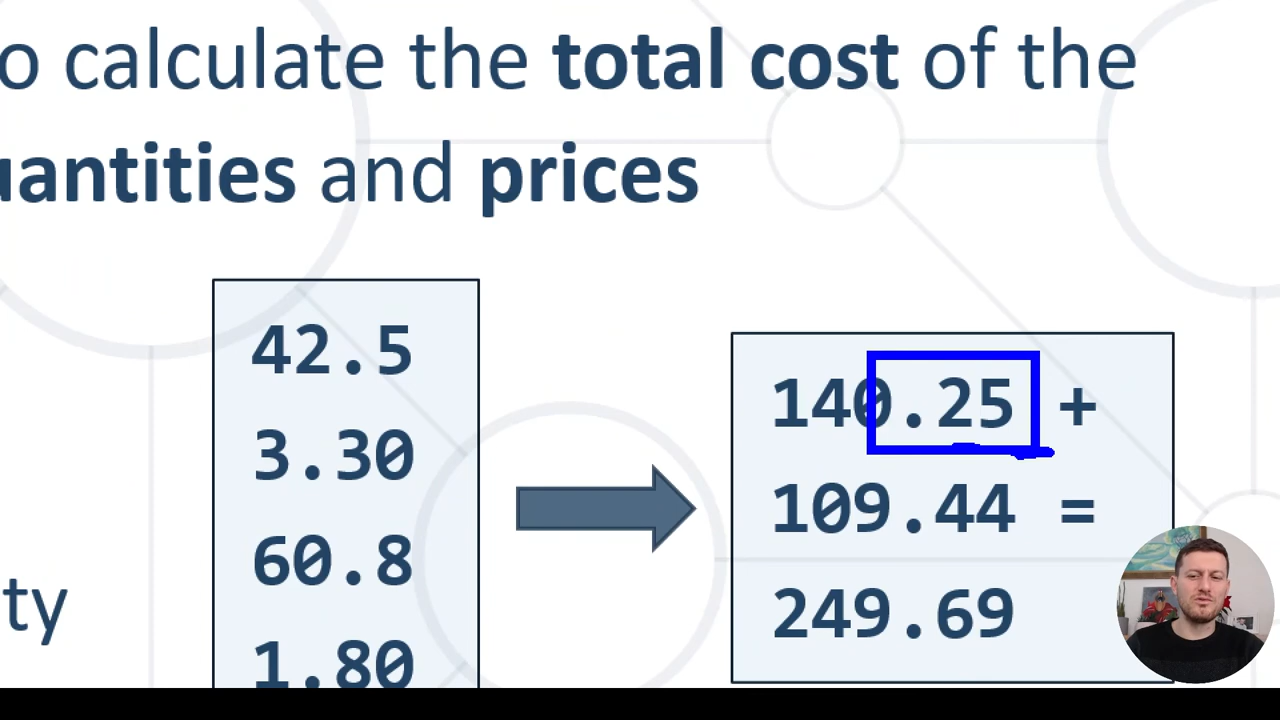 o calculate the total cost of the
uantities and prices
42.5
3.30
60.8
1.80
ty
140.25 +
109.44 =
249.69